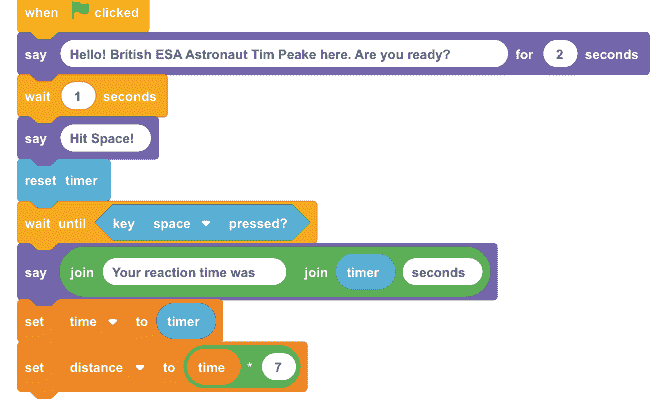 when clicked
say Hello! British ESA Astronaut Tim Peake here. Are you ready? for 2 seconds
wait 1 seconds
say Hit Space!
reset timer
wait until key space pressed?
say join Your reaction time was join timer seconds
set time to timer
set distance to time * 7